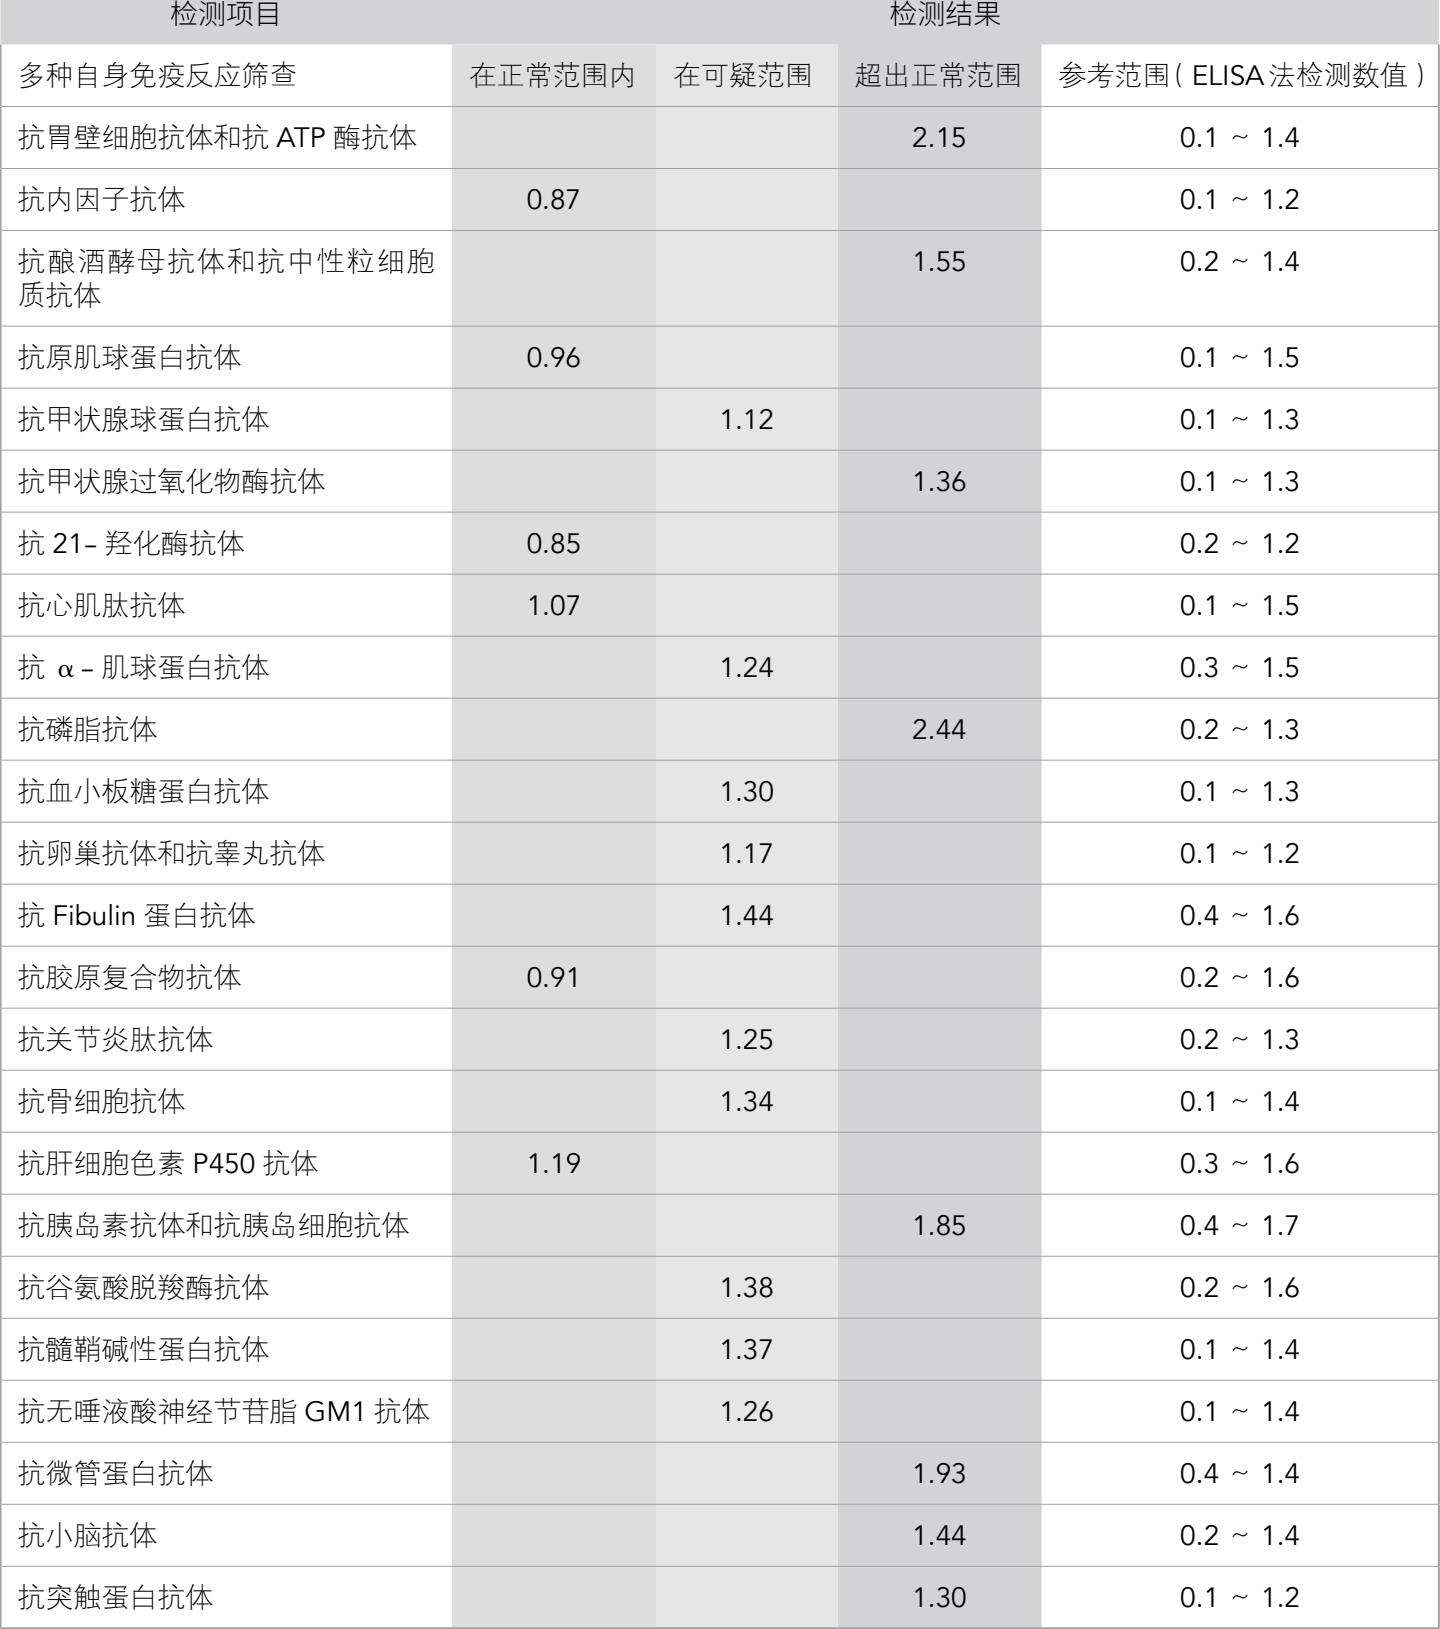 检测项目 检测结果
多种自身免疫反应筛查 在正常范围内 在可疑范围 超出正常范围 参考范围（ELISA 法检测数值）
抗胃壁细胞抗体和抗 ATP 酶抗体 2.15 0.1 ~ 1.4
抗内因子抗体 0.87 0.1 ~ 1.2
抗酿酒酵母抗体和抗中性粒细胞 1.55 0.2 ~ 1.4
质抗体
抗原肌球蛋白抗体 0.96 0.1 ~ 1.5
抗甲状腺球蛋白抗体 1.12 0.1 ~ 1.3
抗甲状腺过氧化物酶抗体 1.36 0.1 ~ 1.3
抗 21- 羟化酶抗体 0.85 0.2 ~ 1.2
抗心肌肽抗体 1.07 0.1 ~ 1.5
抗 α - 肌球蛋白抗体 1.24 0.3 ~ 1.5
抗磷脂抗体 2.44 0.2 ~ 1.3
抗血小板糖蛋白抗体 1.30 0.1 ~ 1.3
抗卵巢抗体和抗睾丸抗体 1.17 0.1 ~ 1.2
抗 Fibulin 蛋白抗体 1.44 0.4 ~ 1.6
抗胶原复合物抗体 0.91 0.2 ~ 1.6
抗关节炎肽抗体 1.25 0.2 ~ 1.3
抗骨细胞抗体 1.34 0.1 ~ 1.4
抗肝细胞色素 P450 抗体 1.19 0.3 ~ 1.6
抗胰岛素抗体和抗胰岛细胞抗体 1.85 0.4 ~ 1.7
抗谷氨酸脱羧酶抗体 1.38 0.2 ~ 1.6
抗髓鞘碱性蛋白抗体 1.37 0.1 ~ 1.4
抗无唾液酸神经节苷脂 GM1 抗体 1.26 0.1 ~ 1.4
抗微管蛋白抗体 1.93 0.4 ~ 1.4
抗小脑抗体 1.44 0.2 ~ 1.4
抗突触蛋白抗体 1.30 0.1 ~ 1.2